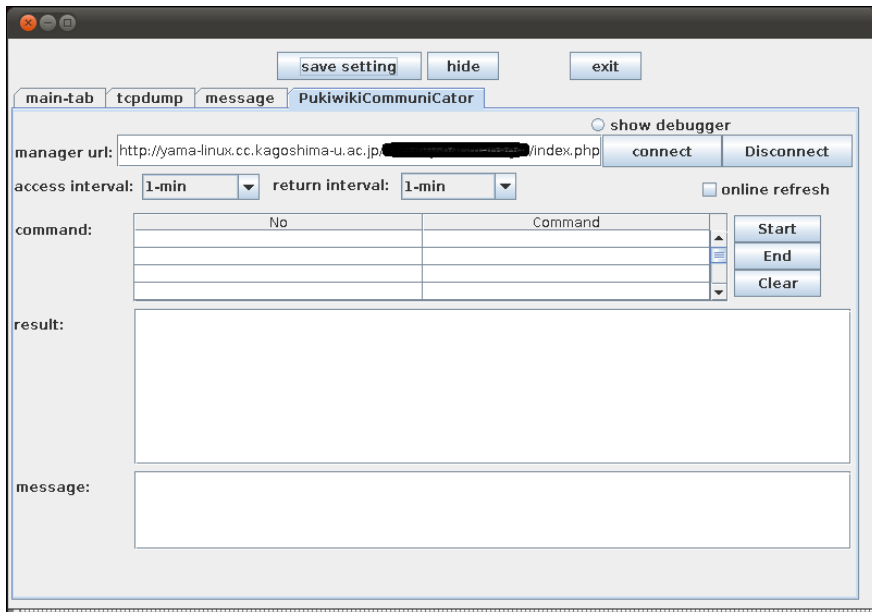 save setting hide exit
main-tab tcpdump message PukiwikiCommuniCator
show debugger
manager url: http://yama-linux.cc.kagoshima-u.ac.jp/ /index.php connect Disconnect
access interval: 1-min return interval: 1-min online refresh
command: No Command Start
End
Clear
result:
message: